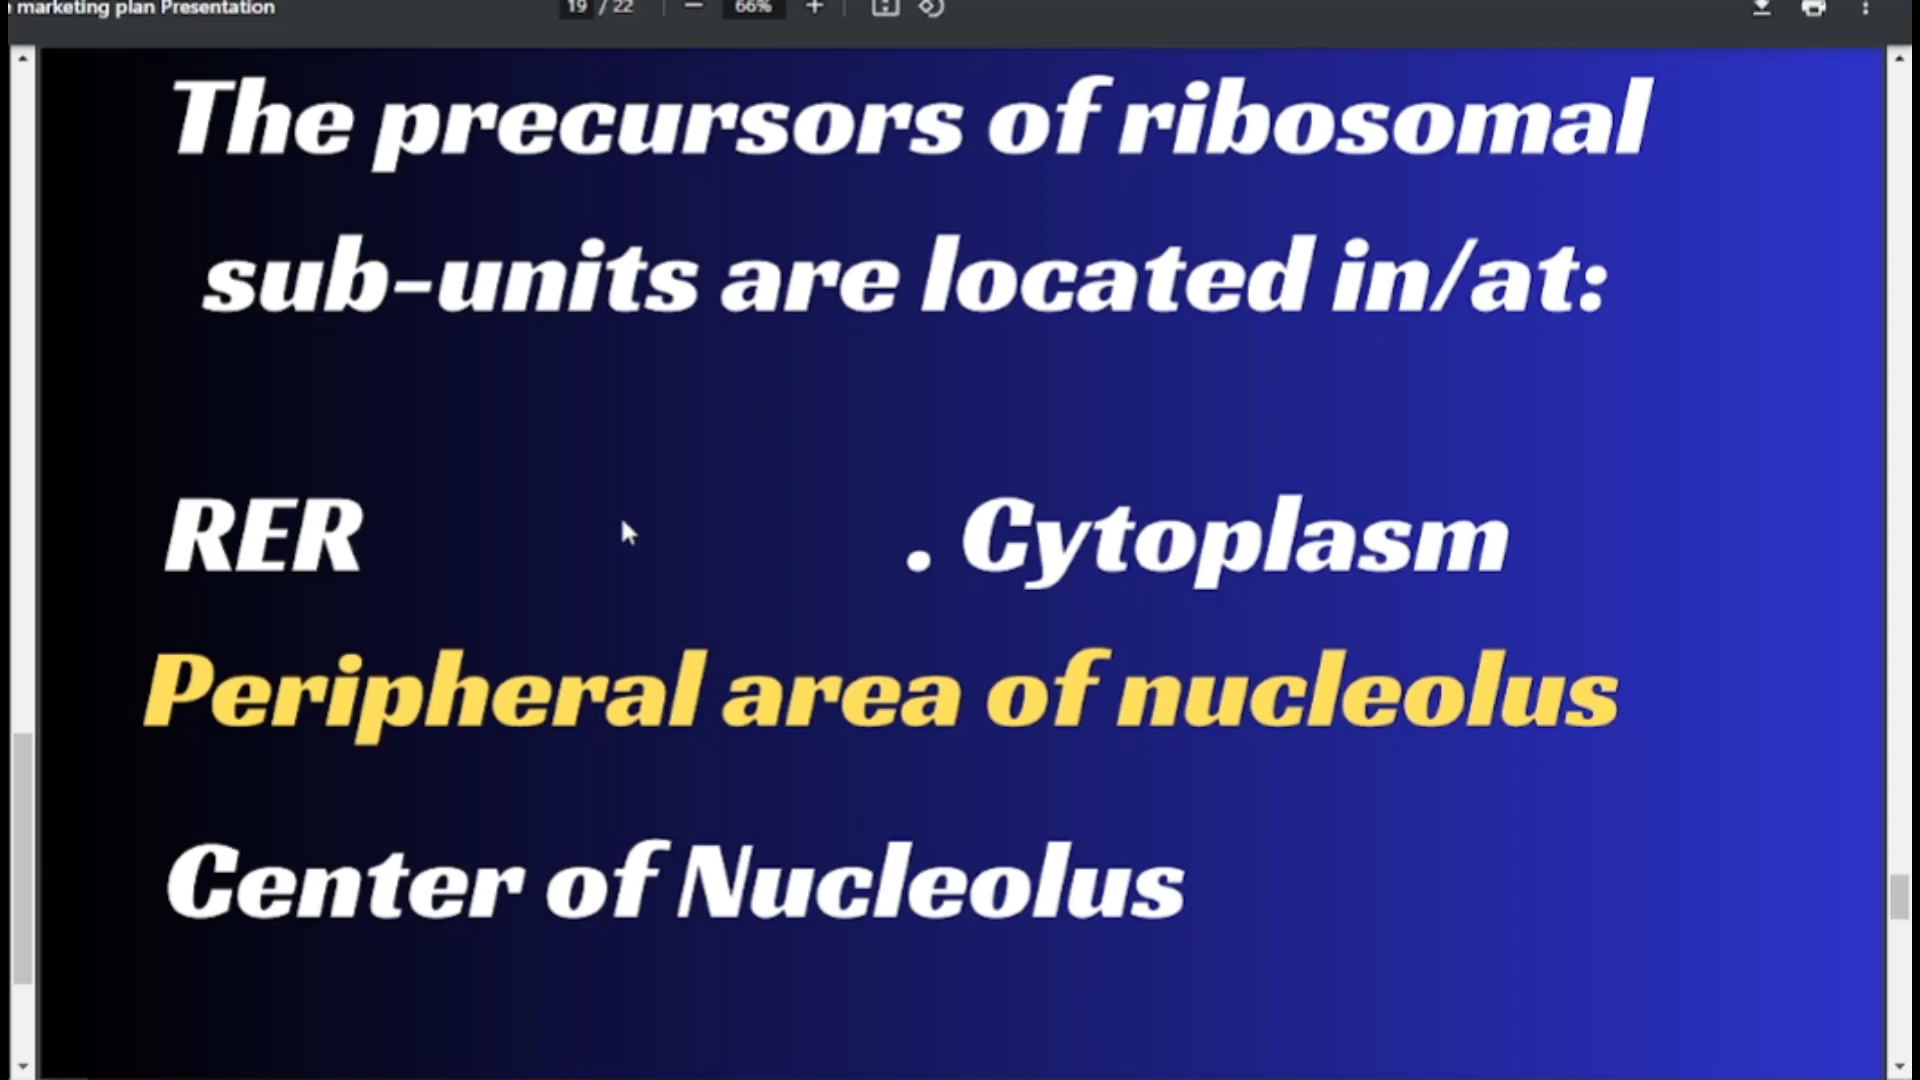 marketing plan Presentation
19 / 22
66%
The precursors of ribosomal
sub-units are located in/at:
RER . Cytoplasm
Peripheral area of nucleolus
Center of Nucleolus